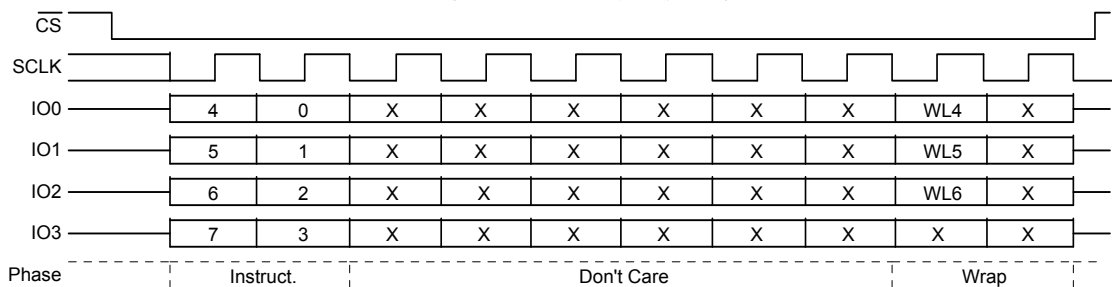 CS
SCLK
IO0 4 0 X X X X X X WL4 X
IO1 5 1 X X X X X X WL5 X
IO2 6 2 X X X X X X WL6 X
IO3 7 3 X X X X X X X X
Phase Instruct. Don't Care Wrap